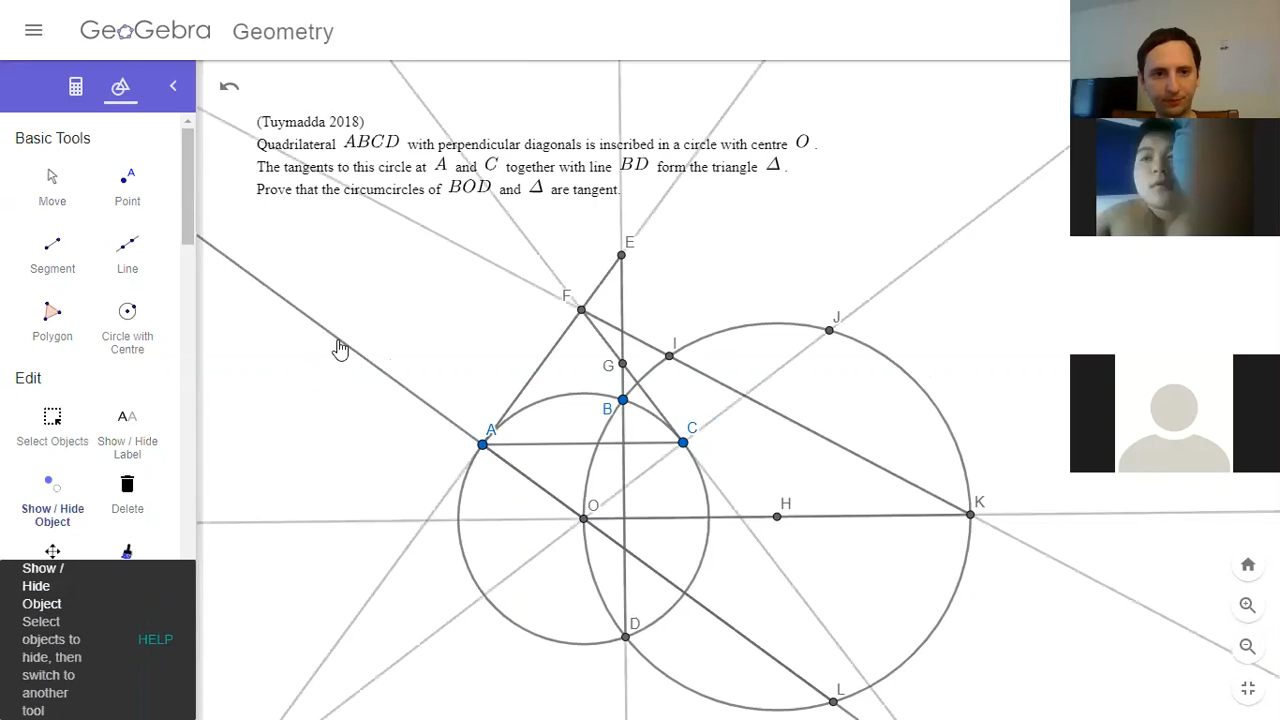 GeoGebra Geometry
(Tuymadda 2018)
Quadrilateral ABCD with perpendicular diagonals is inscribed in a circle with centre O .
The tangents to this circle at A and C together with line BD form the triangle Δ .
Prove that the circumcircles of BOD and Δ are tangent.
Basic Tools
Move
Point
Segment
Line
Polygon
Circle with
Centre
Edit
Select Objects
AA
Show / Hide
Label
Show / Hide
Object
Delete
Show /
Hide
Object
Select
objects to
hide, then
switch to
another
tool
HELP
E
F
J
I
G
B
A
C
O
H
K
D
L